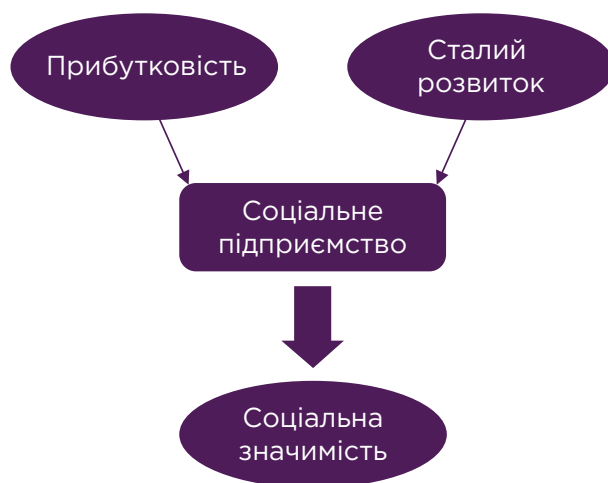 Прибутковість
Сталий
розвиток
Соціальне
підприємство
Соціальна
значимість